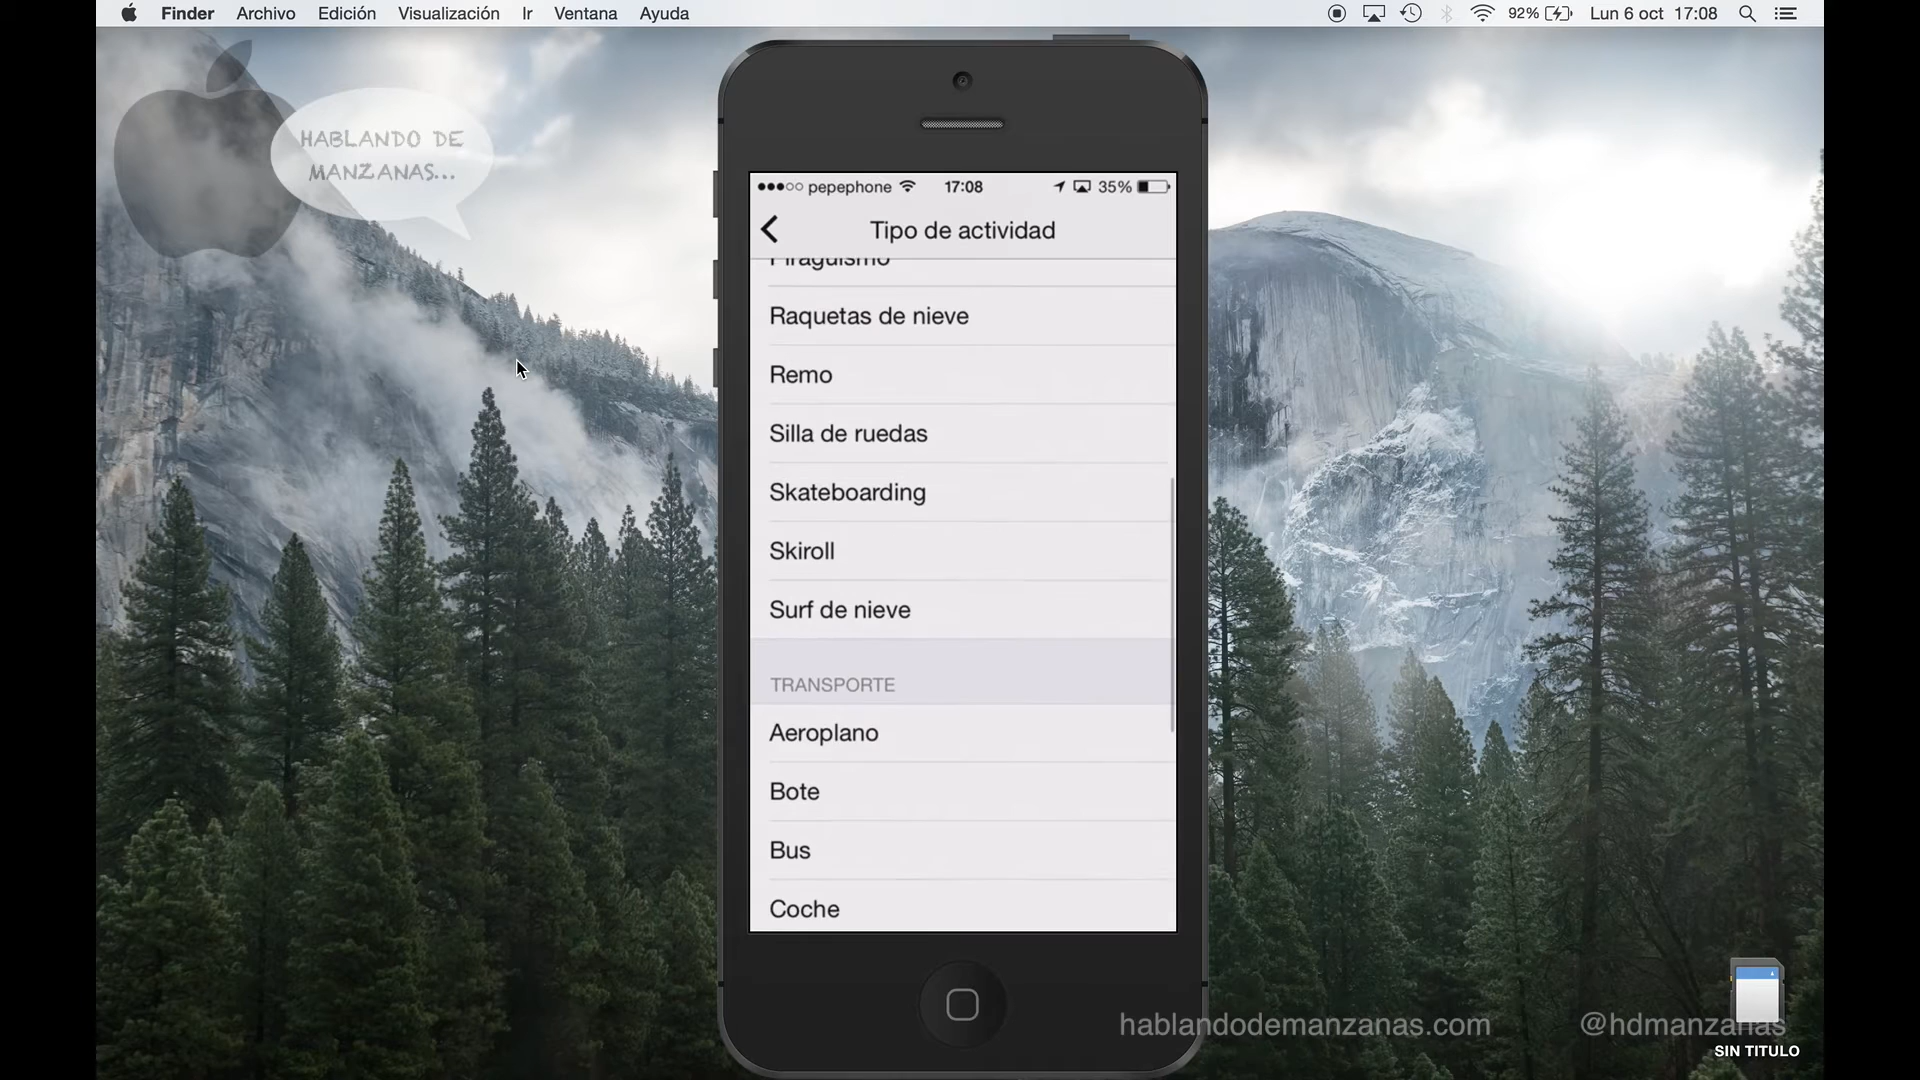 Finder Archivo Edición Visualización Ir Ventana Ayuda 92% Lun 6 oct 17:08
HABLANDO DE
MANZANAS...
pepephone 17:08 35%
Tipo de actividad
Piragüismo
Raquetas de nieve
Remo
Silla de ruedas
Skateboarding
Skiroll
Surf de nieve
TRANSPORTE
Aeroplano
Bote
Bus
Coche
hablandodemanzanas.com @hdmanzanas
SIN TITULO